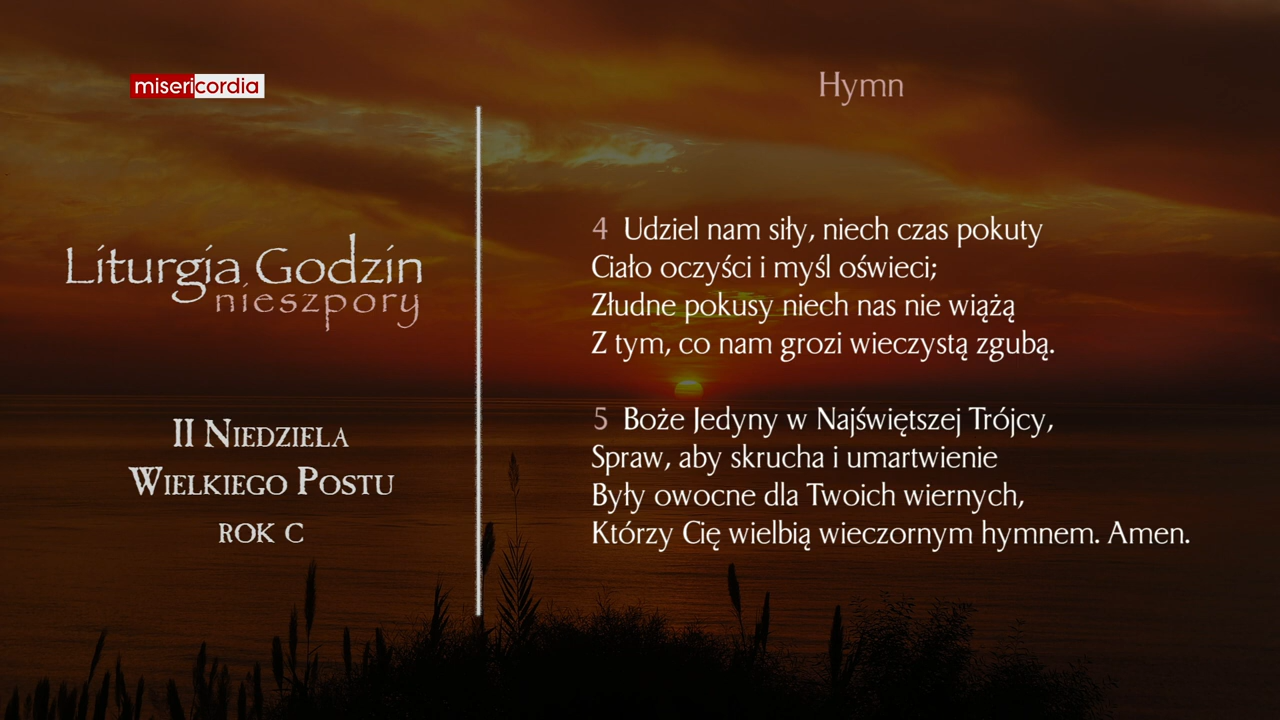 misericordia
Liturgia Godzin
nieszpory
II Niedziela
Wielkiego Postu
rok C
Hymn
4 Udziel nam siły, niech czas pokuty
Ciało oczyści i myśl oświeci;
Złudne pokusy niech nas nie wiążą
Z tym, co nam grozi wieczystą zgubą.
5 Boże Jedyny w Najświętszej Trójcy,
Spraw, aby skrucha i umartwienie
Były owocne dla Twoich wiernych,
Którzy Cię wielbią wieczornym hymnem. Amen.